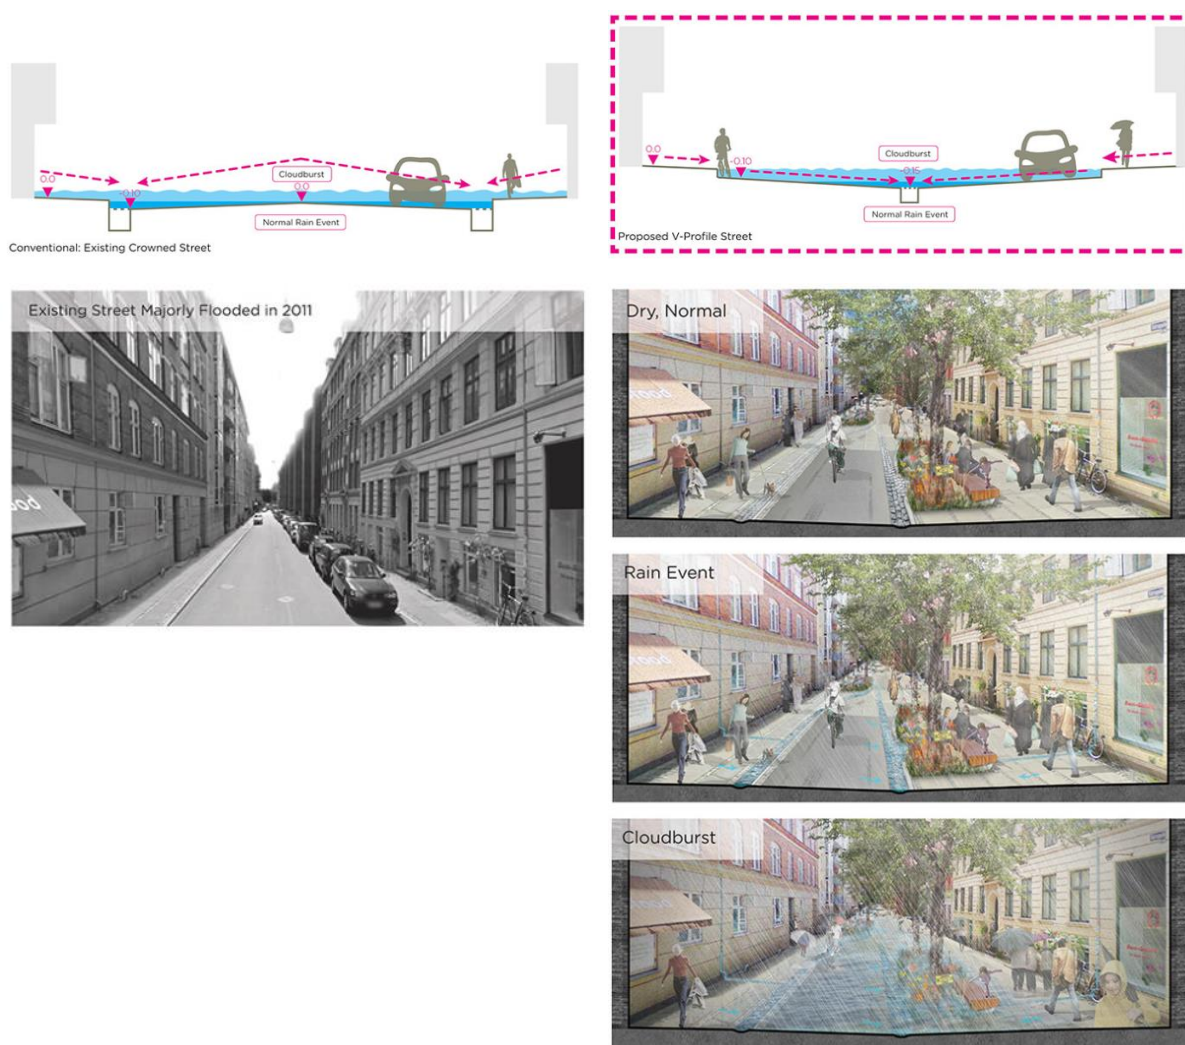 0.0
-0.10
Cloudburst
0.0
Normal Rain Event
Conventional: Existing Crowned Street
0.0
-0.10
Cloudburst
-0.15
Normal Rain Event
Proposed V-Profile Street
Existing Street Majorly Flooded in 2011
ood
Dry, Normal
Rain Event
Cloudburst